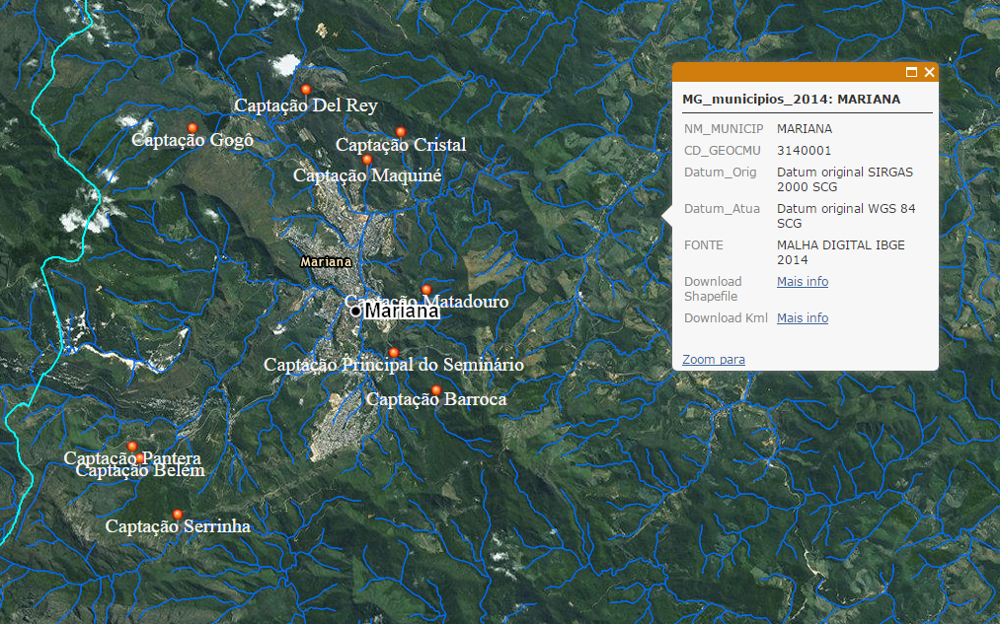 Captação Del Rey
Captação Gogô
Captação Cristal
Captação Maquiné
Mariana
Captação Matadouro
Mariana
Captação Principal do Seminário
Captação Barroca
Captação Pantera
Captação Belém
Captação Serrinha
MG_municipios_2014: MARIANA
NM_MUNICIP MARIANA
CD_GEOCMU 3140001
Datum_Orig Datum original SIRGAS
2000 SCG
Datum_Atua Datum original WGS 84
SCG
FONTE MALHA DIGITAL IBGE
2014
Download Mais info
Shapefile
Download Kml Mais info
Zoom para